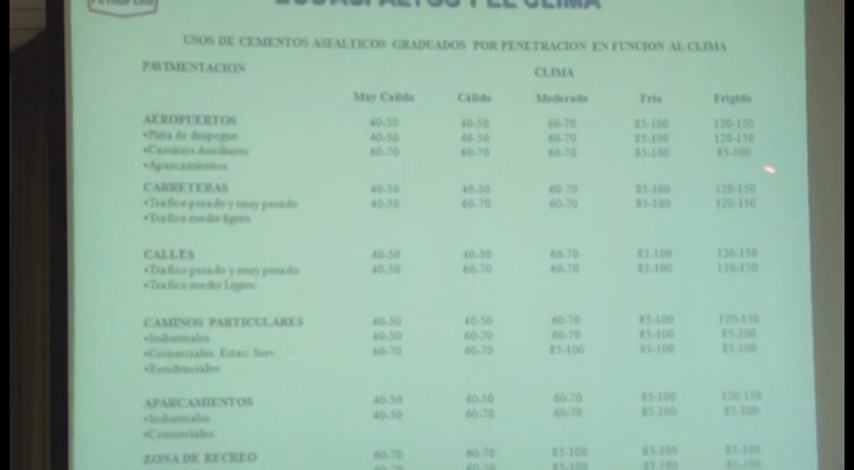 LOS ASFALTOS Y EL CLIMA
USOS DE CEMENTOS ASFALTICOS GRADUADOS POR PENETRACION EN FUNCION AL CLIMA
PAVIMENTACION CLIMA
Muy Calido Cálido Moderado Frio Frigido
AEROPUERTOS 40-50 40-50 60-70 85-100 120-150
•Pista de despegue 40-50 40-50 60-70 85-100 120-150
•Caminos Auxiliares 60-70 60-70 60-70 85-100 85-100
•Aparcamientos
CARRETERAS 40-50 40-50 60-70 85-100 120-150
•Trafico pesado y muy pesado 40-50 60-70 60-70 85-100 120-150
•Trafico medio ligero
CALLES 40-50 40-50 60-70 85-100 120-150
•Trafico pesado y muy pesado 40-50 60-70 60-70 85-100 120-150
•Trafico medio Ligero
CAMINOS PARTICULARES 40-50 40-50 60-70 85-100 120-150
•Industriales 40-50 60-70 60-70 85-100 85-100
•Comerciales Estac. Serv. 60-70 60-70 85-100 85-100 85-100
•Residenciales
APARCAMIENTOS 40-50 40-50 60-70 85-100 120-150
•Industriales 40-50 60-70 60-70 85-100 85-100
•Comerciales
ZONA DE RECREO 60-70 60-70 85-100 85-100 85-100